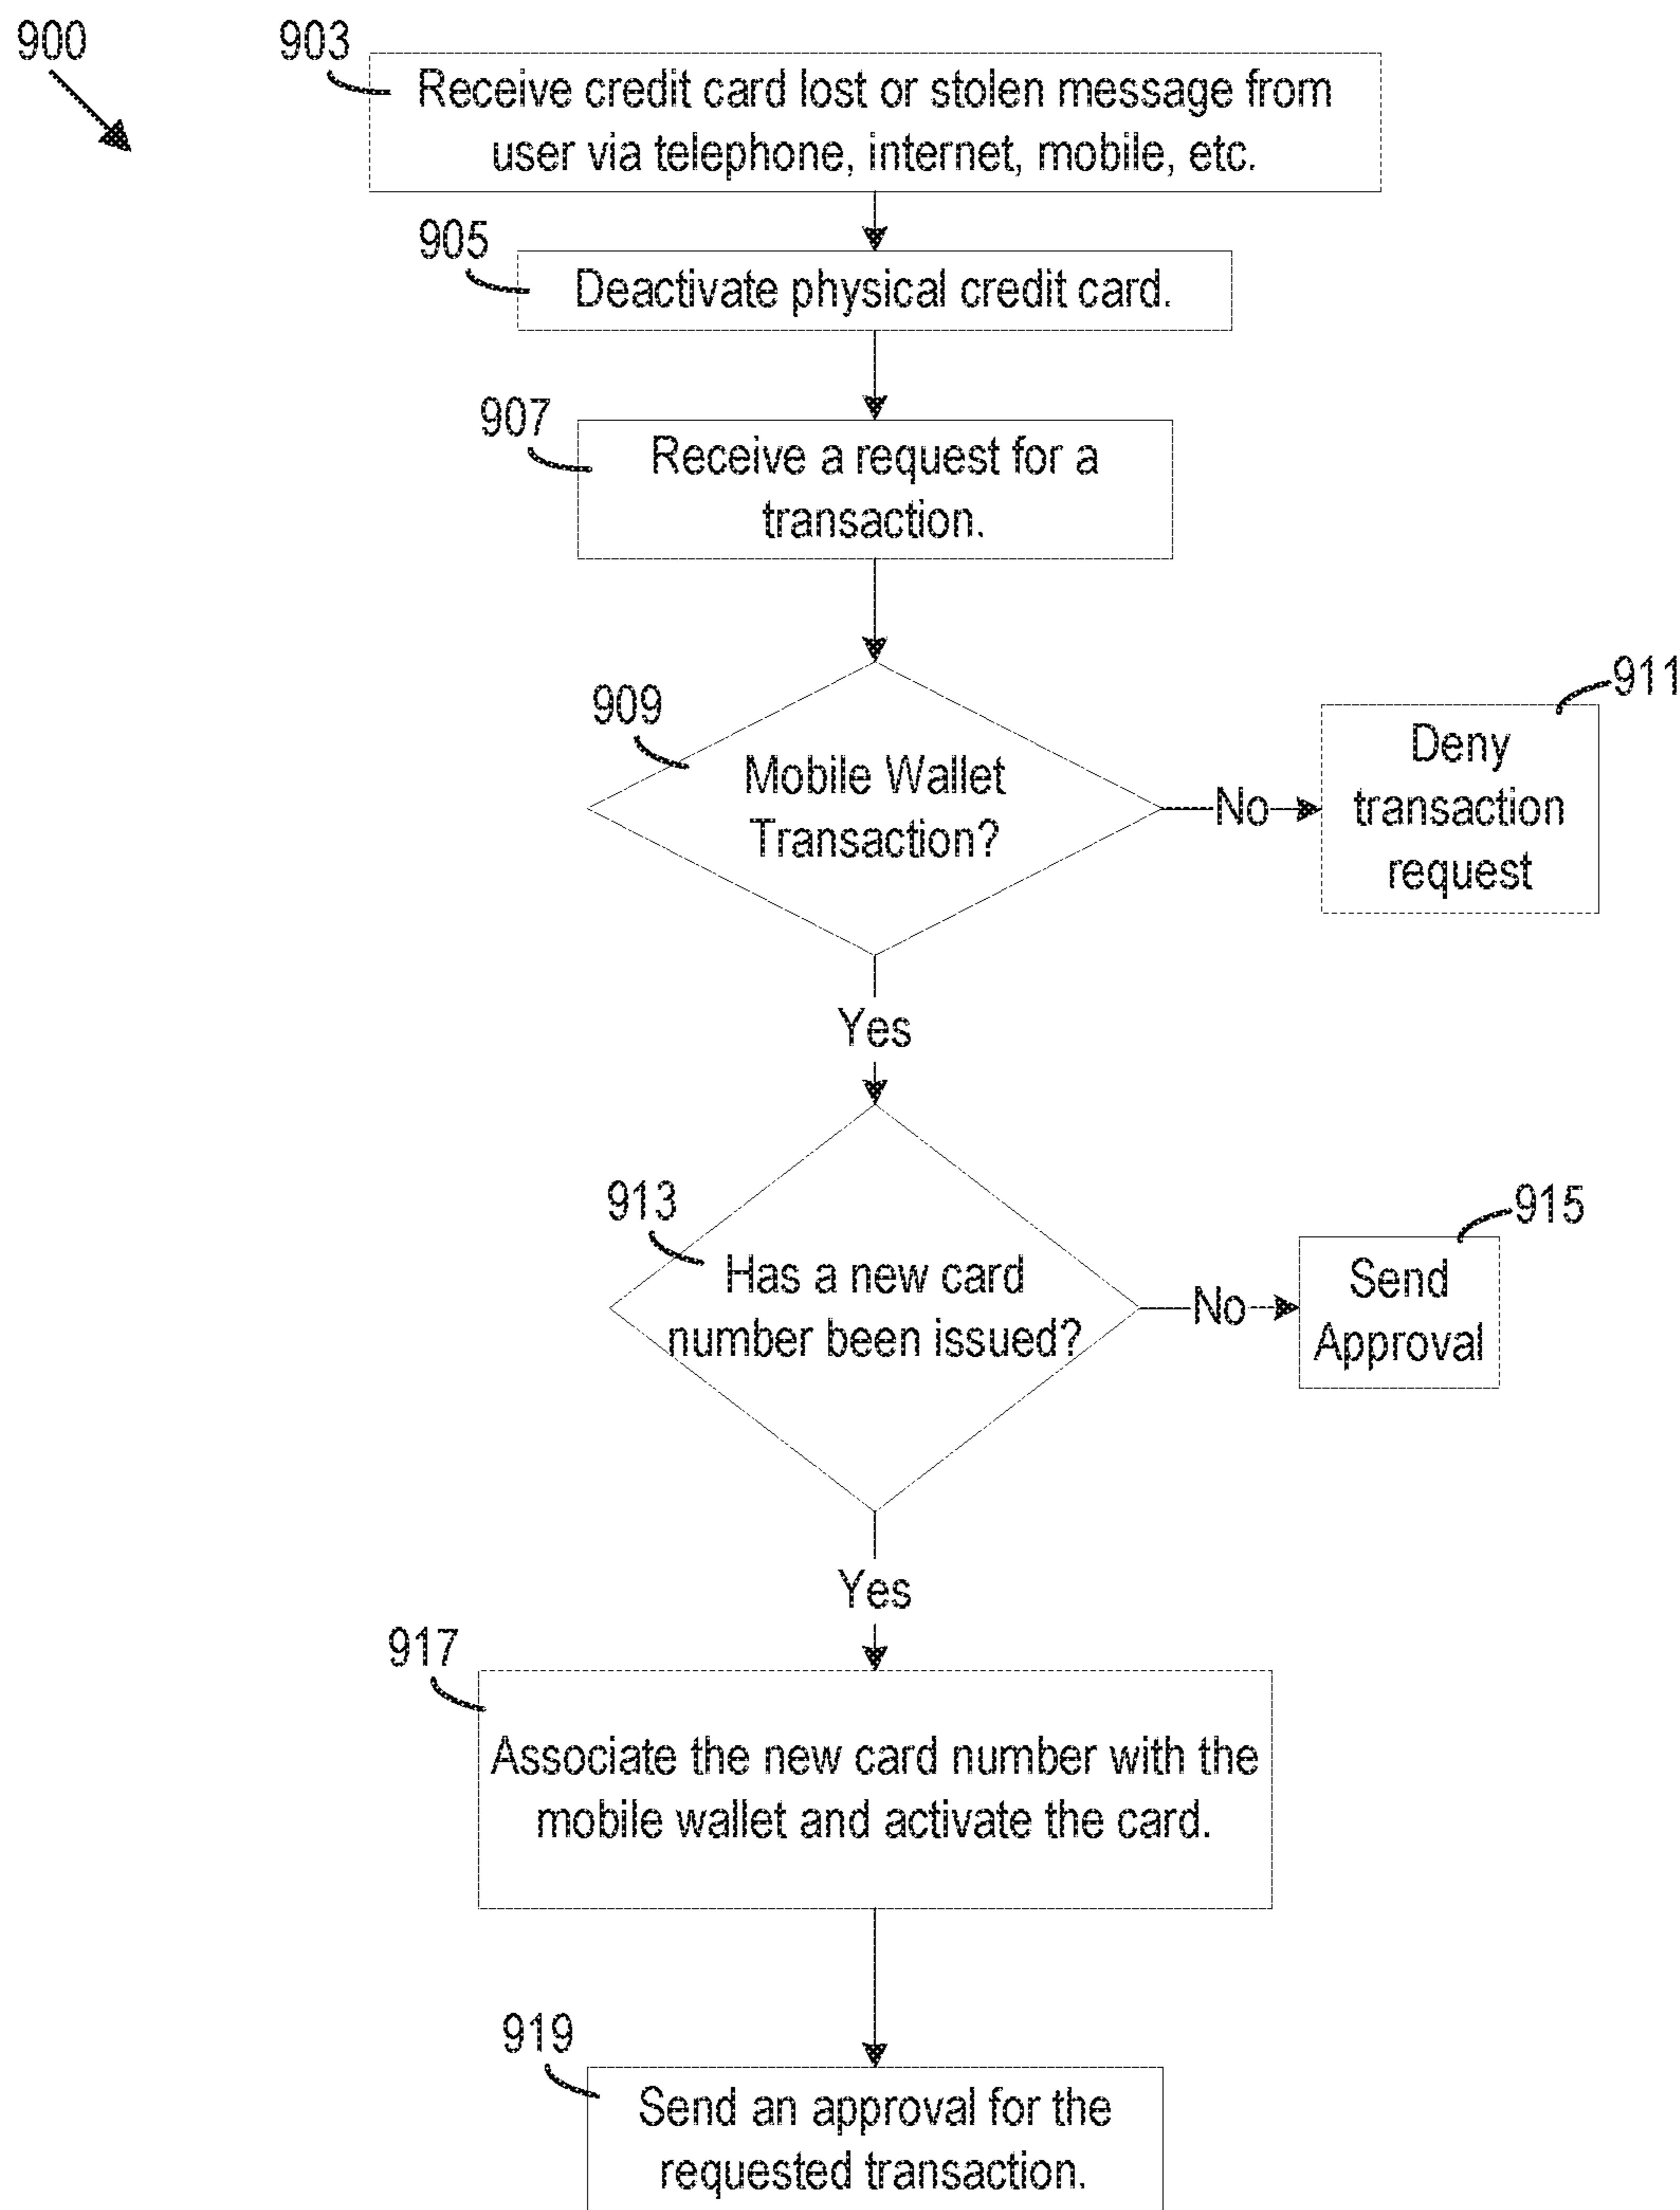 900
903
Receive credit card lost or stolen message from
user via telephone, internet, mobile, etc.
905
Deactivate physical credit card.
907
Receive a request for a
transaction.
909
Mobile Wallet
Transaction?
No
911
Deny
transaction
request
Yes
913
Has a new card
number been issued?
No
915
Send
Approval
Yes
917
Associate the new card number with the
mobile wallet and activate the card.
919
Send an approval for the
requested transaction.